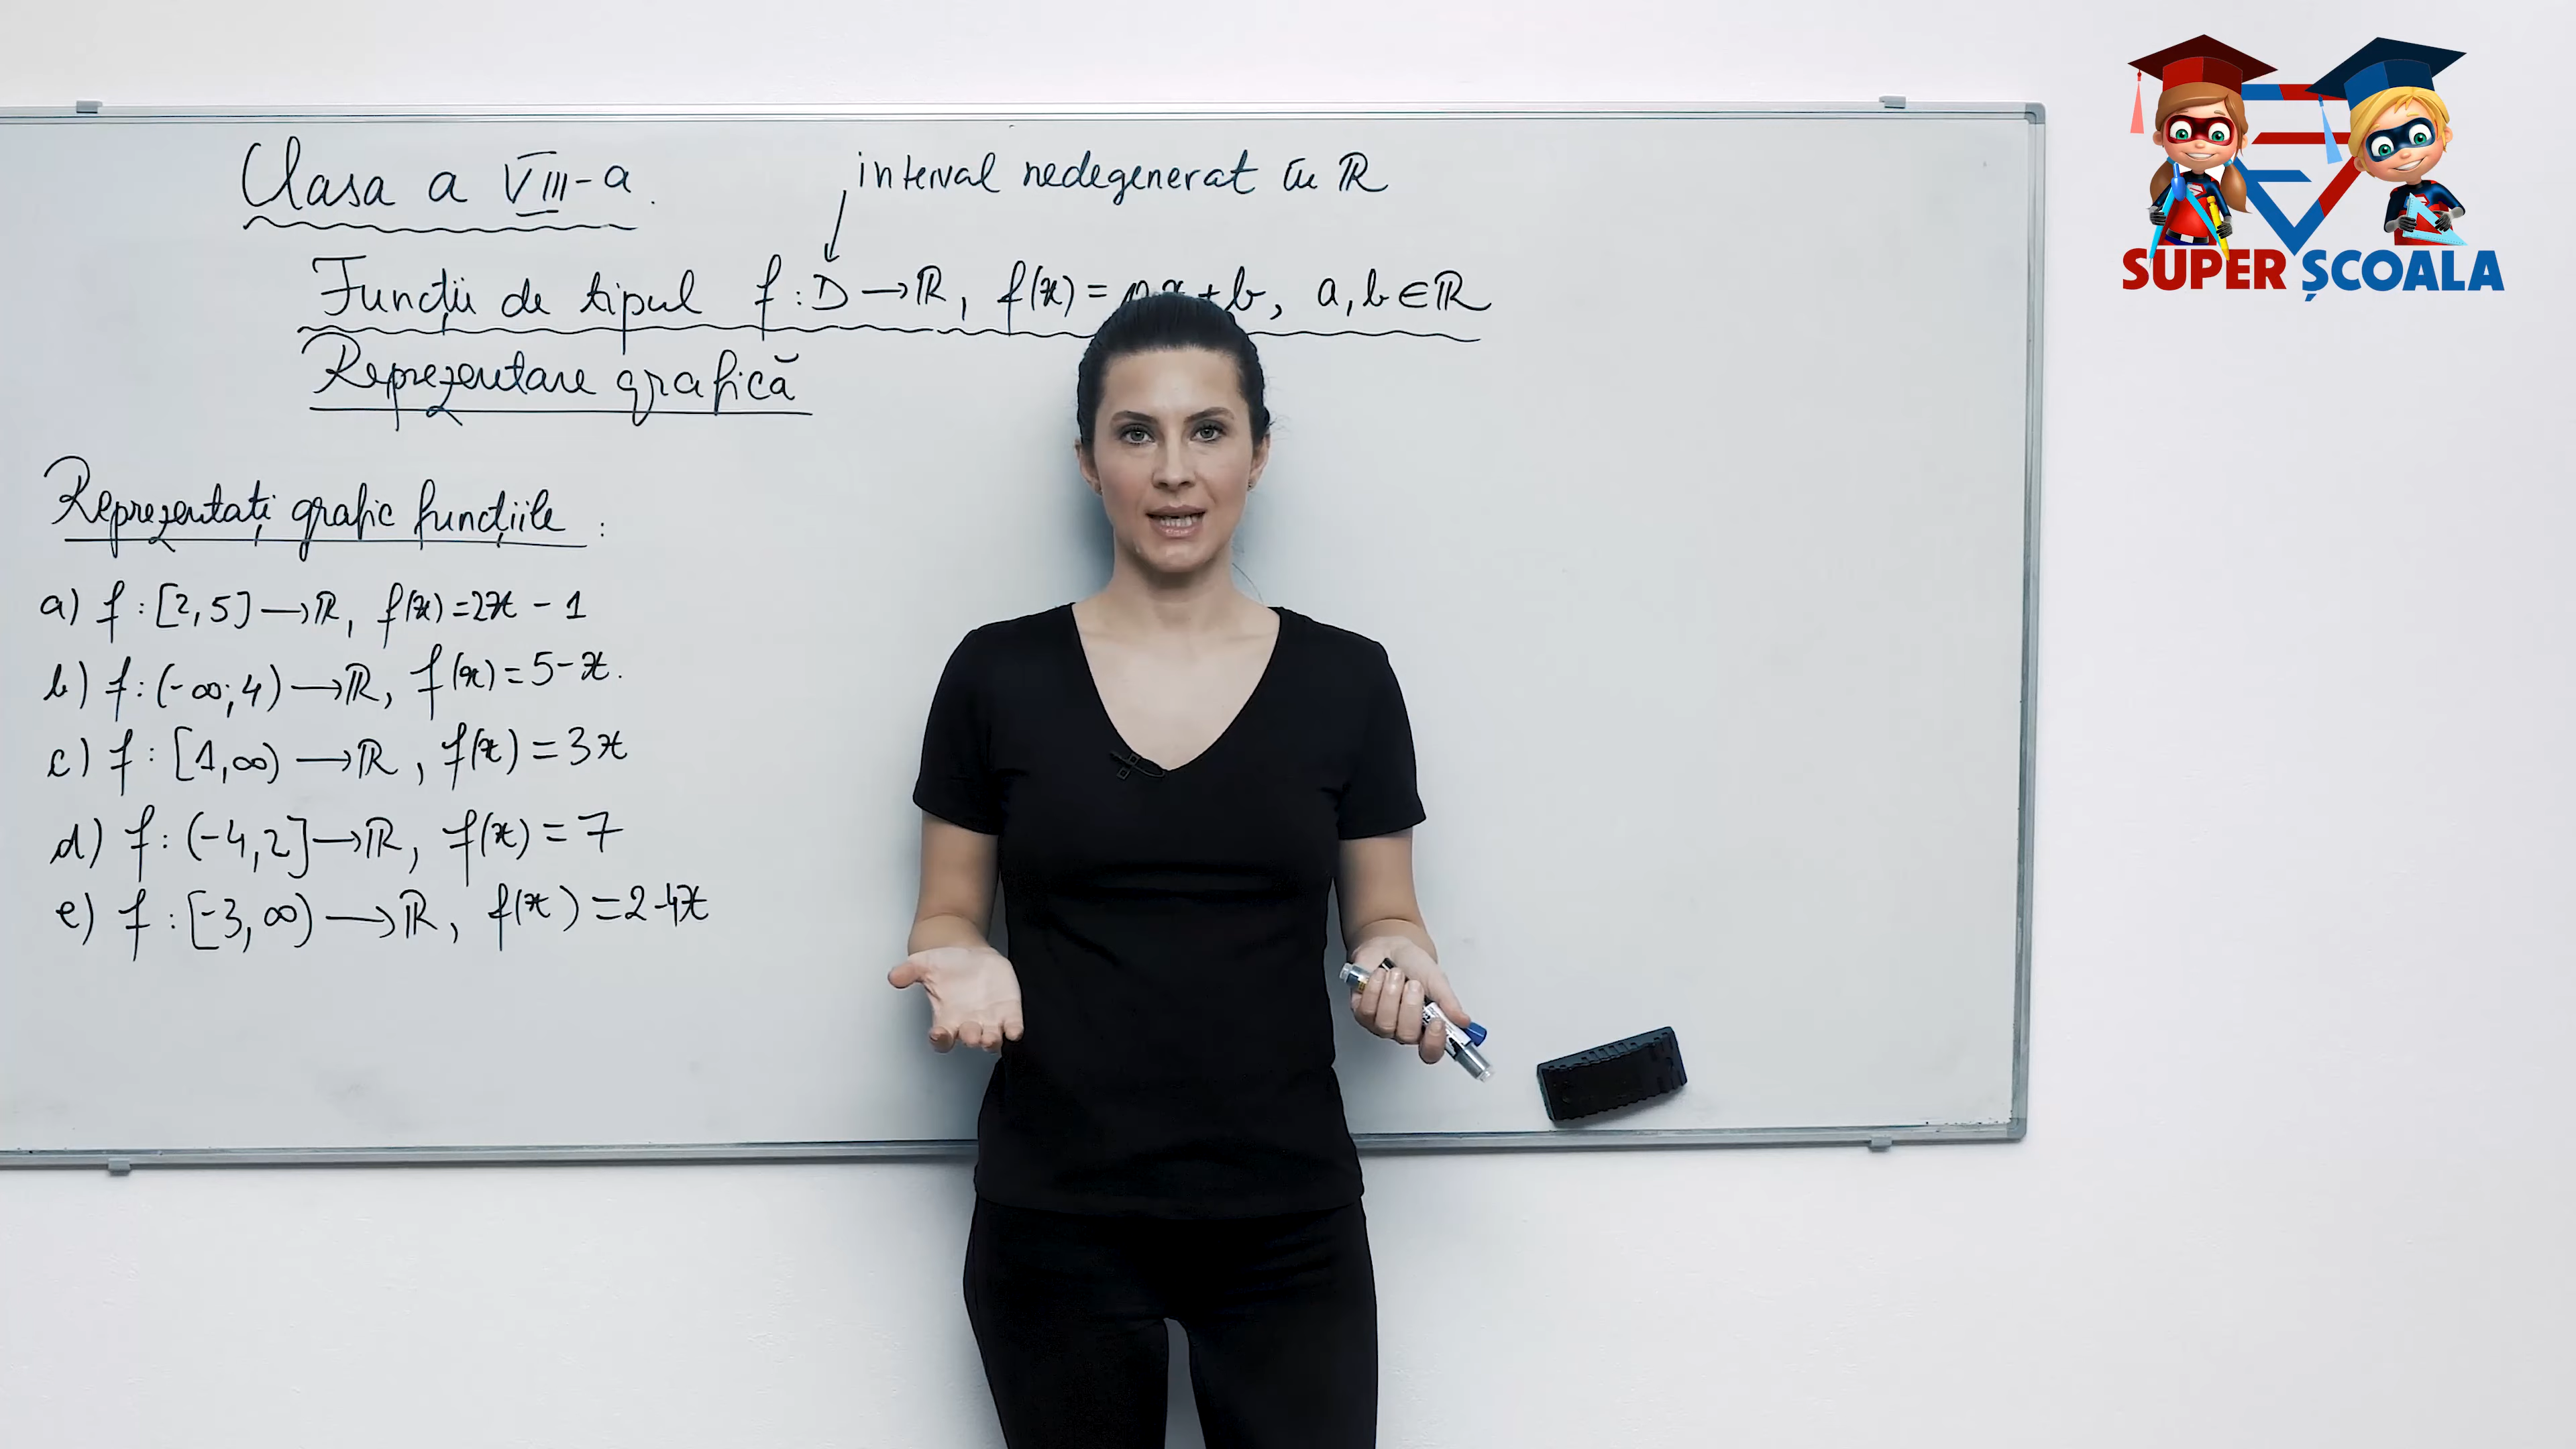 Clasa a VIII-a.
interval nedegenerat în ℝ
Funcții de tipul f : D → ℝ, f(x) = ax + b, a, b ∈ ℝ
Reprezentare grafică
Reprezentați grafic funcțiile :
a) f : [2, 5] → ℝ, f(x) = 2x - 1
b) f : (-∞; 4) → ℝ, f(x) = 5 - x.
c) f : [1, ∞) → ℝ, f(x) = 3x
d) f : (-4, 2] → ℝ, f(x) = 7
e) f : [-3, ∞) → ℝ, f(x) = 2 - 4x
SUPER ȘCOALA